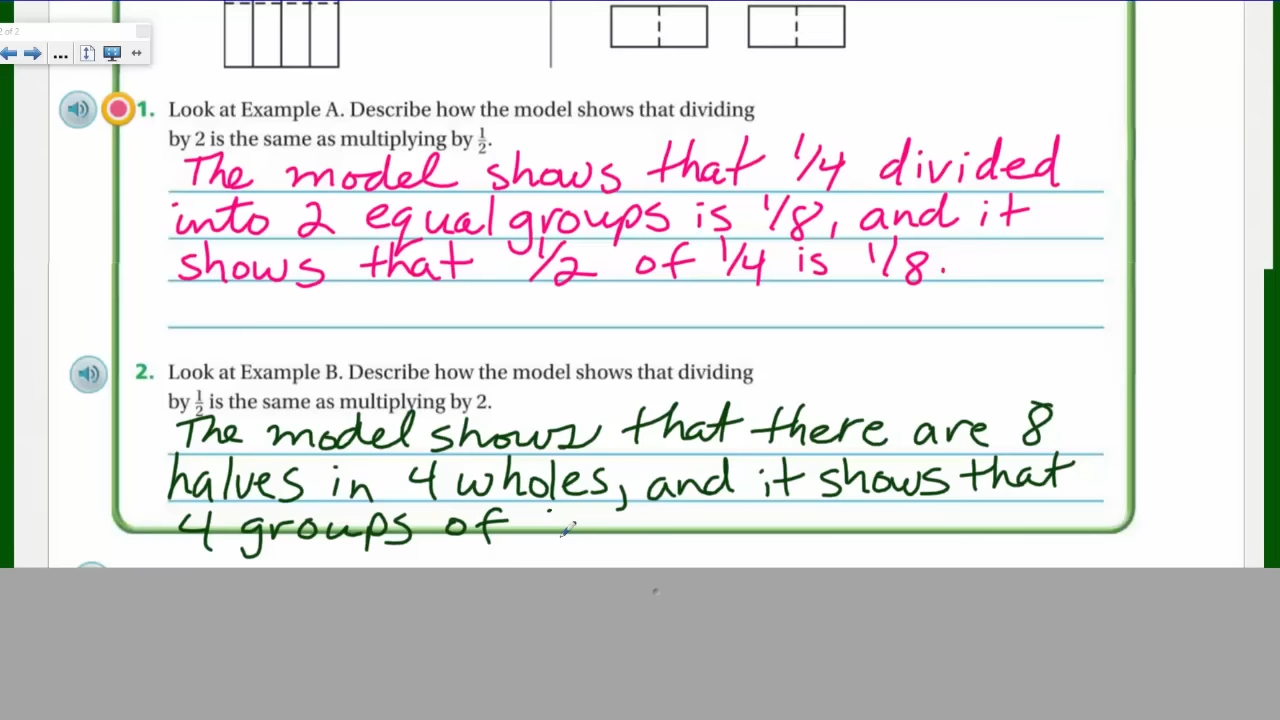 2 of 2
1. Look at Example A. Describe how the model shows that dividing
by 2 is the same as multiplying by 1/2.
The model shows that 1/4 divided
into 2 equal groups is 1/8, and it
shows that 1/2 of 1/4 is 1/8.
2. Look at Example B. Describe how the model shows that dividing
by 1/2 is the same as multiplying by 2.
The model shows that there are 8
halves in 4 wholes, and it shows that
4 groups of